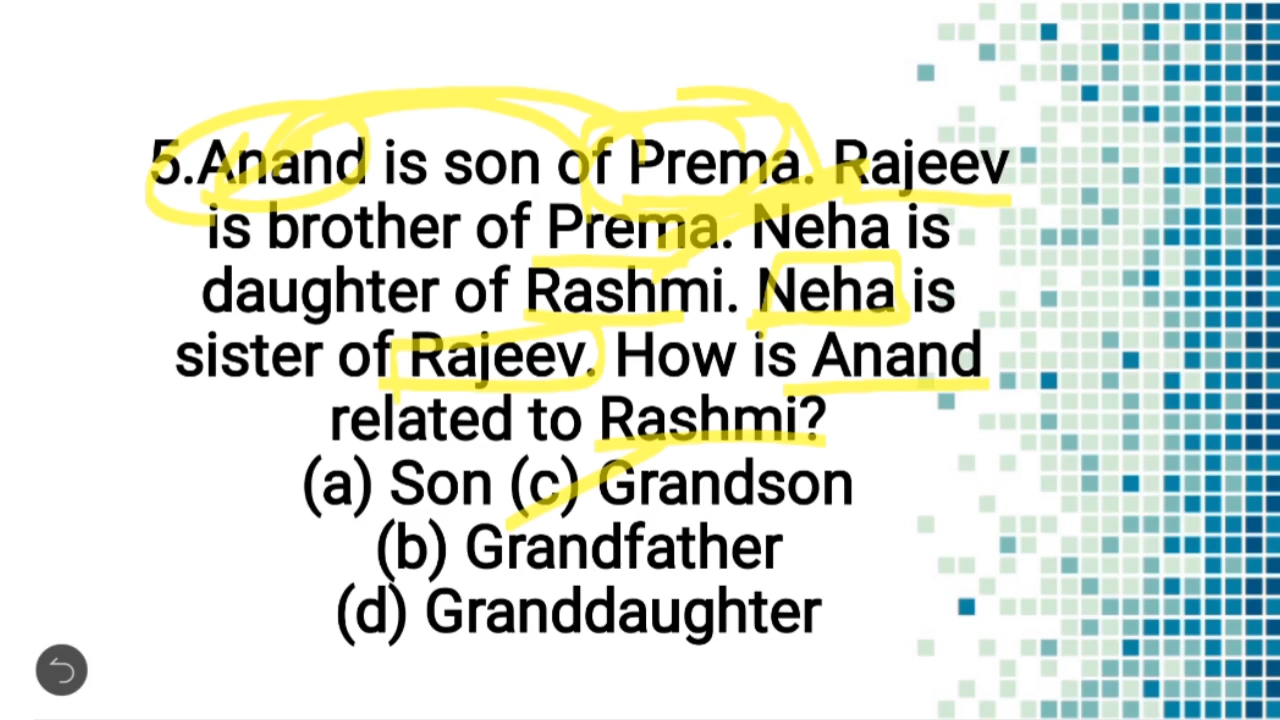 5.Anand is son of Prema. Rajeev
is brother of Prema. Neha is
daughter of Rashmi. Neha is
sister of Rajeev. How is Anand
related to Rashmi?
(a) Son (c) Grandson
(b) Grandfather
(d) Granddaughter